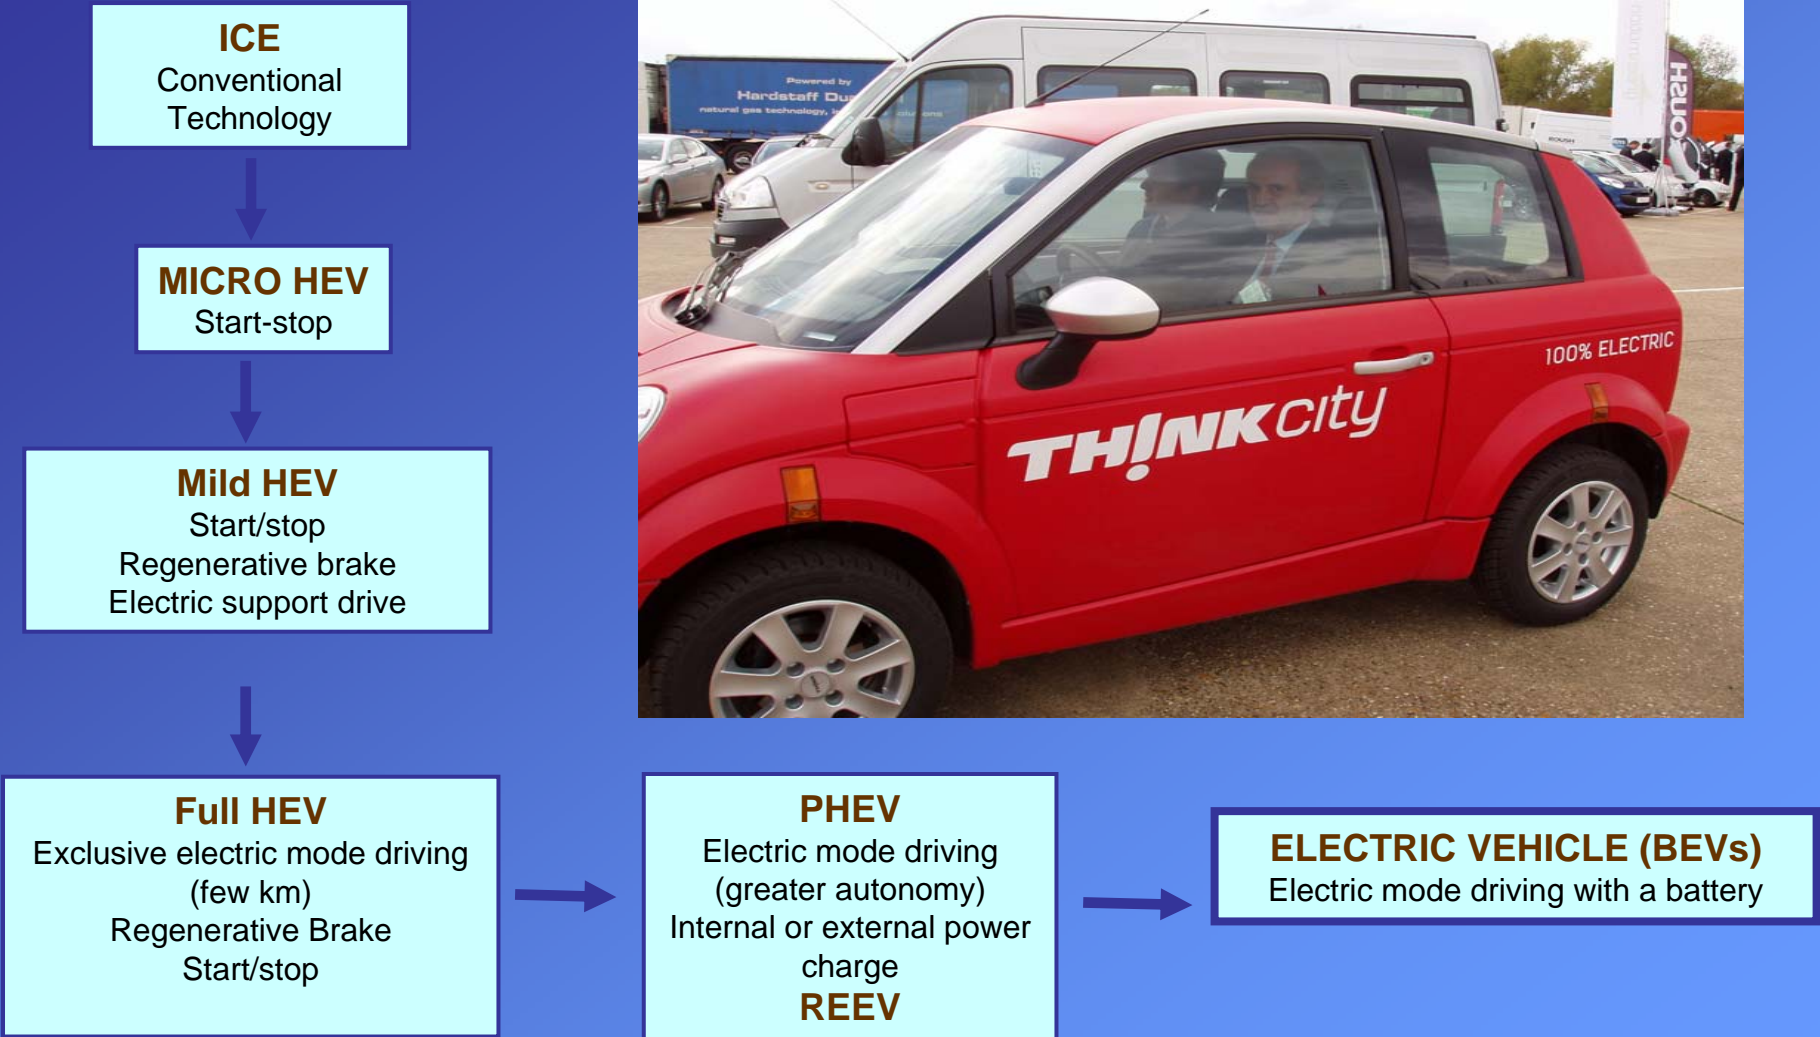 ICE
Conventional
Technology
MICRO HEV
Start-stop
Mild HEV
Start/stop
Regenerative brake
Electric support drive
Full HEV
Exclusive electric mode driving
(few km)
Regenerative Brake
Start/stop
PHEV
Electric mode driving
(greater autonomy)
Internal or external power
charge
REEV
ELECTRIC VEHICLE (BEVs)
Electric mode driving with a battery
Powered by
Hardstaff
natural gas technology,
ROUSH
100% ELECTRIC
TH!NK city